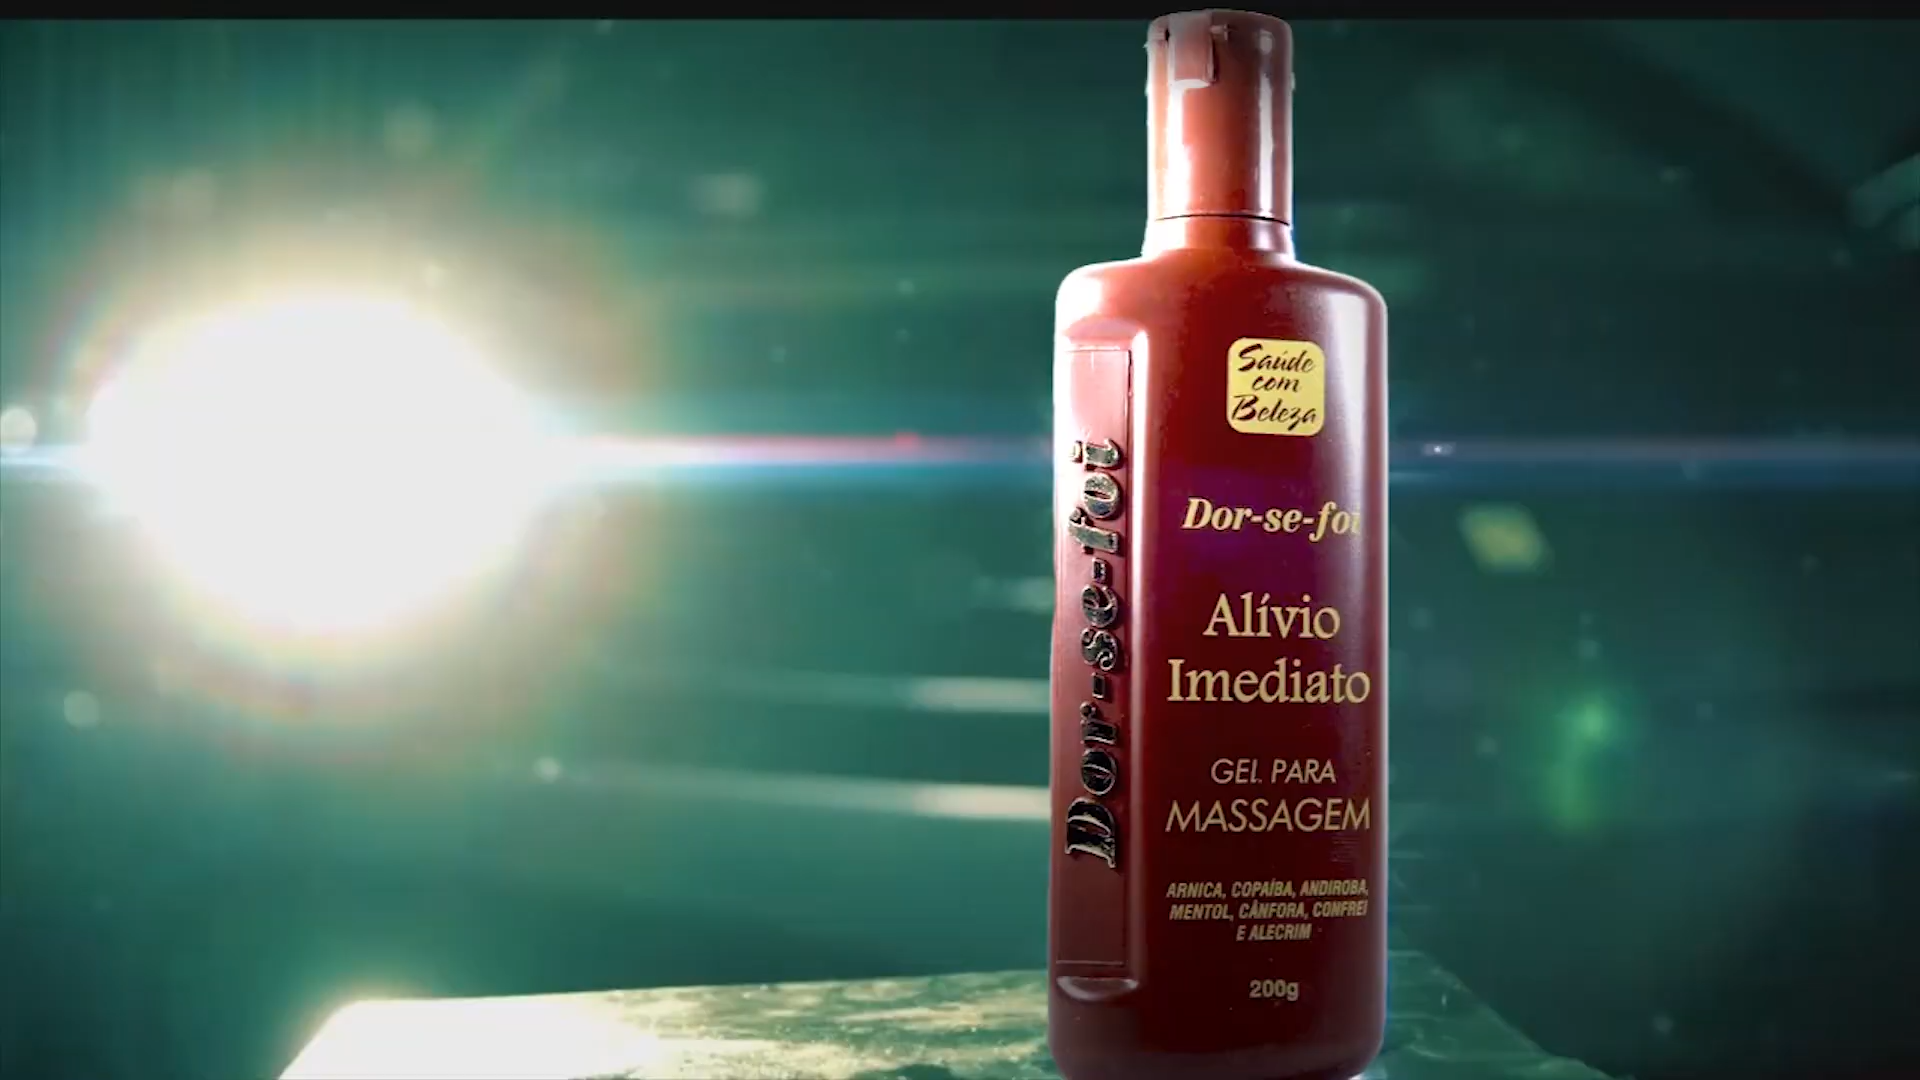 Saúde
com
Beleza
Dor-se-foi
Dor-se-foi
Alívio
Imediato
GEL PARA
MASSAGEM
ARNICA, COPAÍBA, ANDIROBA,
MENTOL, CÂNFORA, CONFREI
E ALECRIM
200g